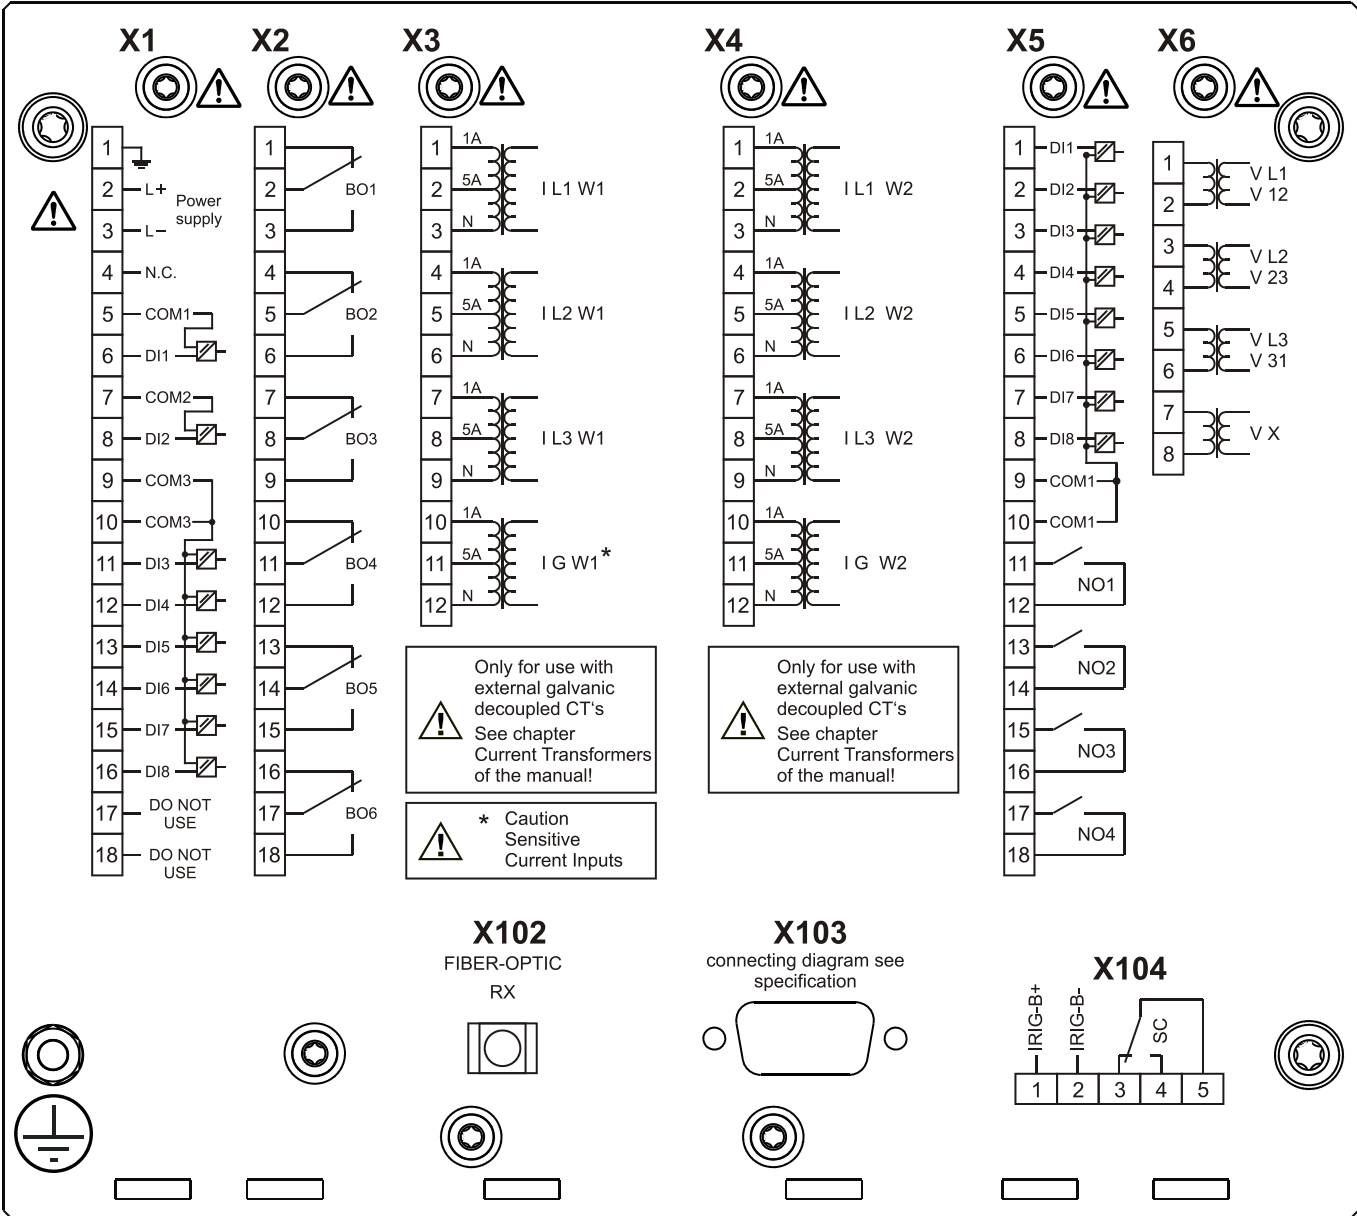 X1
X2
X3
X4
X5
X6
1
2 L+
Power
supply
3 L–
4 N.C.
5 COM1
6 DI1
7 COM2
8 DI2
9 COM3
10 COM3
11 DI3
12 DI4
13 DI5
14 DI6
15 DI7
16 DI8
17 DO NOT
USE
18 DO NOT
USE
1
2 BO1
3
4
5 BO2
6
7
8 BO3
9
10
11 BO4
12
13
14 BO5
15
16
17 BO6
18
1 1A
2 5A I L1 W1
3 N
4 1A
5 5A I L2 W1
6 N
7 1A
8 5A I L3 W1
9 N
10 1A
11 5A I G W1*
12 N
Only for use with
external galvanic
decoupled CT‘s
See chapter
Current Transformers
of the manual!
* Caution
Sensitive
Current Inputs
1 1A
2 5A I L1 W2
3 N
4 1A
5 5A I L2 W2
6 N
7 1A
8 5A I L3 W2
9 N
10 1A
11 5A I G W2
12 N
Only for use with
external galvanic
decoupled CT‘s
See chapter
Current Transformers
of the manual!
1 DI1
2 DI2
3 DI3
4 DI4
5 DI5
6 DI6
7 DI7
8 DI8
9 COM1
10 COM1
11
NO1
12
13
NO2
14
15
NO3
16
17
NO4
18
1 V L1
2 V 12
3 V L2
4 V 23
5 V L3
6 V 31
7
V X
8
X102
FIBER-OPTIC
RX
X103
connecting diagram see
specification
X104
IRIG-B+
IRIG-B-
SC
1 2 3 4 5